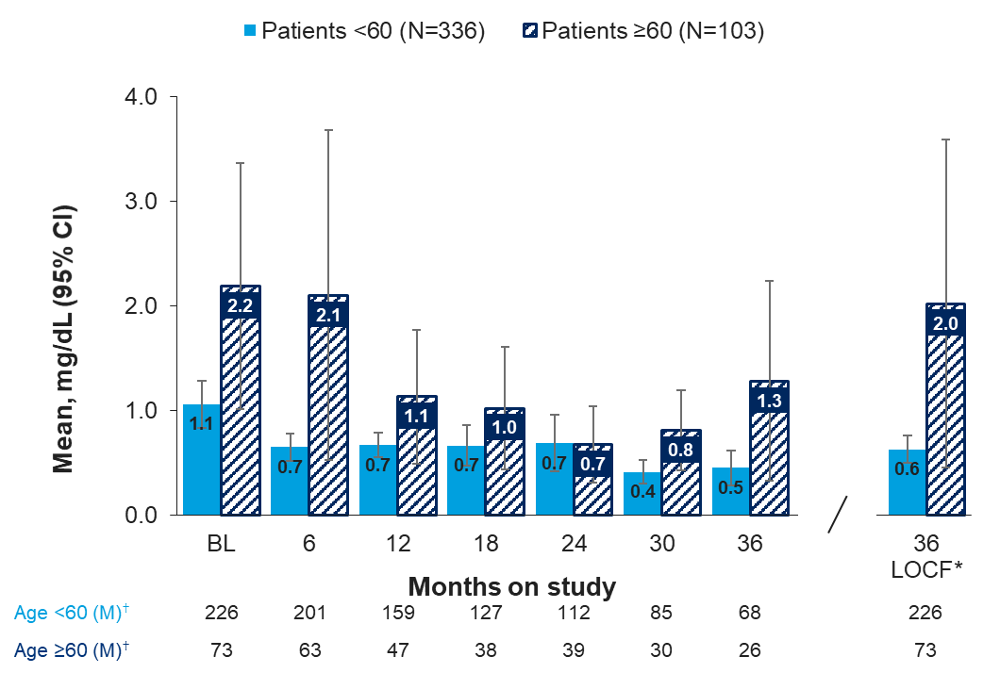 Patients <60 (N=336) Patients ≥60 (N=103)
4.0
3.0
2.0
1.0
0.0
Mean, mg/dL (95% CI)
1.1 2.2 0.7 2.1 0.7 1.1 0.7 1.0 0.7 0.7 0.4 0.8 0.5 1.3 0.6 2.0
BL 6 12 18 24 30 36 / 36
LOCF*
Months on study
Age <60 (M)† 226 201 159 127 112 85 68 226
Age ≥60 (M)† 73 63 47 38 39 30 26 73